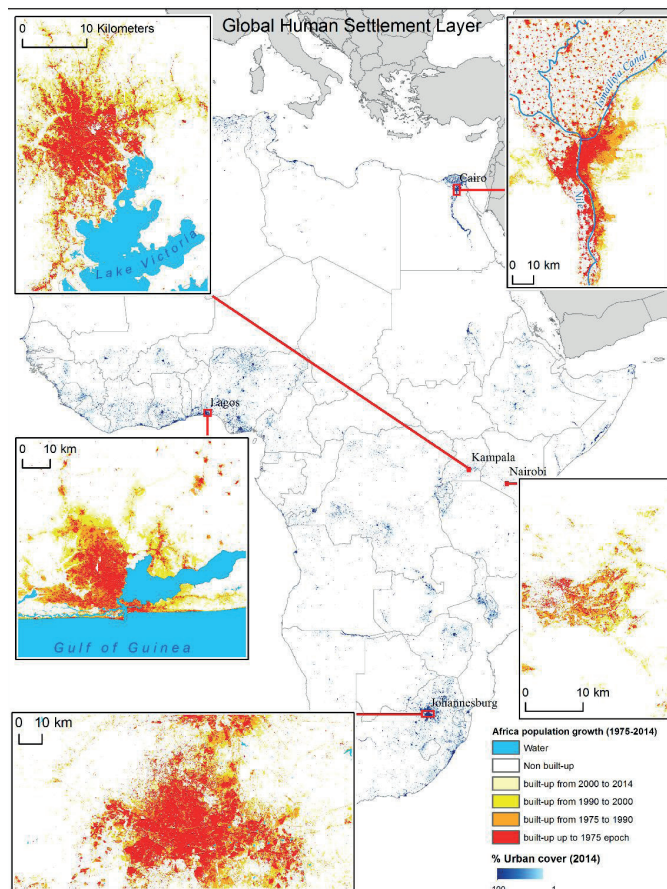 Global Human Settlement Layer
0 10 Kilometers
Lake Victoria
Ismailiya Canal
Nile
0 10 km
Cairo
Lagos
Kampala
Nairobi
0 10 km
Gulf of Guinea
0 10 km
Johannesburg
0 10 km
Africa population growth (1975-2014)
Water
Non built-up
built-up from 2000 to 2014
built-up from 1990 to 2000
built-up from 1975 to 1990
built-up up to 1975 epoch
% Urban cover (2014)
100 1